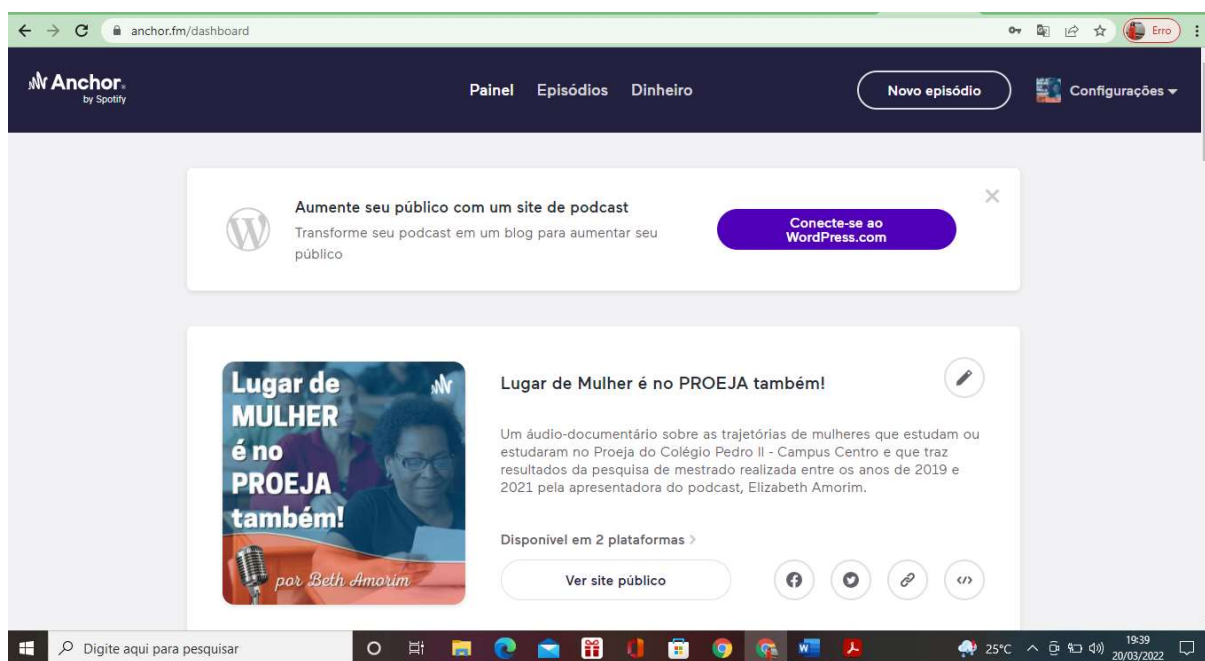 anchor.fm/dashboard
Erro
Anchor
by Spotify
Painel
Episódios
Dinheiro
Novo episódio
Configurações
W
Aumente seu público com um site de podcast
Transforme seu podcast em um blog para aumentar seu
público
Conecte-se ao
WordPress.com
Lugar de
MULHER
é no
PROEJA
também!
por Beth Amorim
Lugar de Mulher é no PROEJA também!
Um áudio-documentário sobre as trajetórias de mulheres que estudam ou
estudaram no Proeja do Colégio Pedro II - Campus Centro e que traz
resultados da pesquisa de mestrado realizada entre os anos de 2019 e
2021 pela apresentadora do podcast, Elizabeth Amorim.
Disponível em 2 plataformas >
Ver site público
Digite aqui para pesquisar
25°C
19:39
20/03/2022